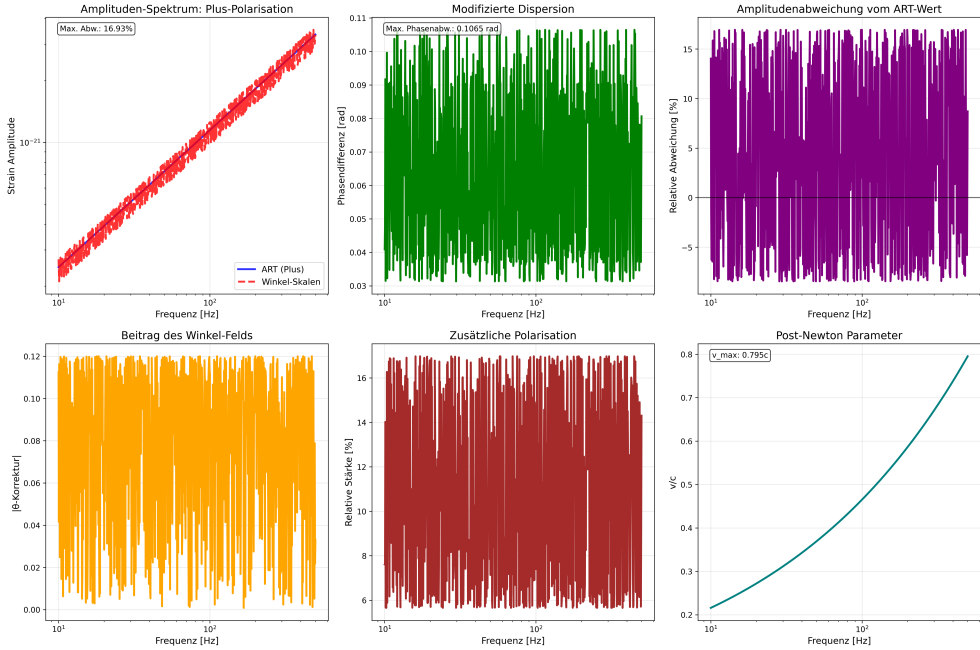 Amplituden-Spektrum: Plus-Polarisation
Max. Abw.: 16.93%
Strain Amplitude
10⁻²¹
ART (Plus)
Winkel-Skalen
10¹ 10²
Frequenz [Hz]
Modifizierte Dispersion
Max. Phasenabw.: 0.1065 rad
Phasendifferenz [rad]
0.11
0.10
0.09
0.08
0.07
0.06
0.05
0.04
0.03
10¹ 10²
Frequenz [Hz]
Amplitudenabweichung vom ART-Wert
Relative Abweichung [%]
15
10
5
0
−5
10¹ 10²
Frequenz [Hz]
Beitrag des Winkel-Felds
|θ-Korrektur|
0.12
0.10
0.08
0.06
0.04
0.02
0.00
10¹ 10²
Frequenz [Hz]
Zusätzliche Polarisation
Relative Stärke [%]
16
14
12
10
8
6
10¹ 10²
Frequenz [Hz]
Post-Newton Parameter
v_max: 0.795c
v/c
0.8
0.7
0.6
0.5
0.4
0.3
0.2
10¹ 10²
Frequenz [Hz]